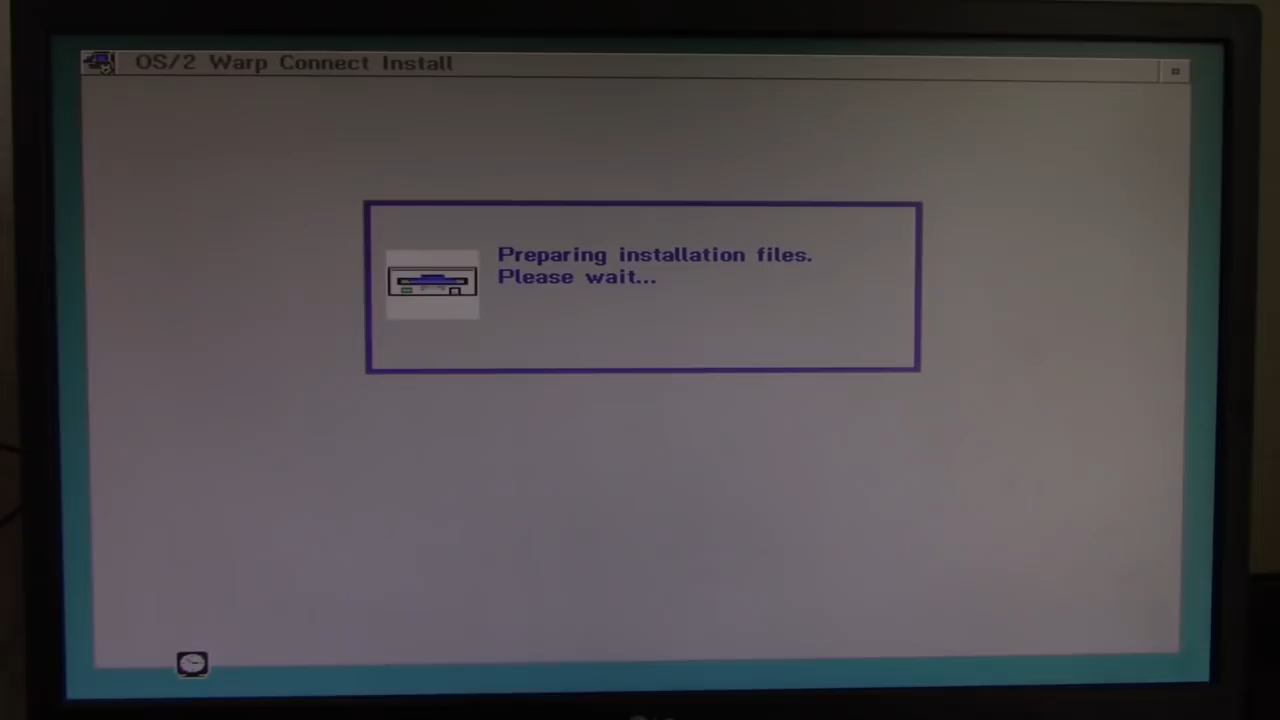 OS/2 Warp Connect Install
Preparing installation files.
Please wait...